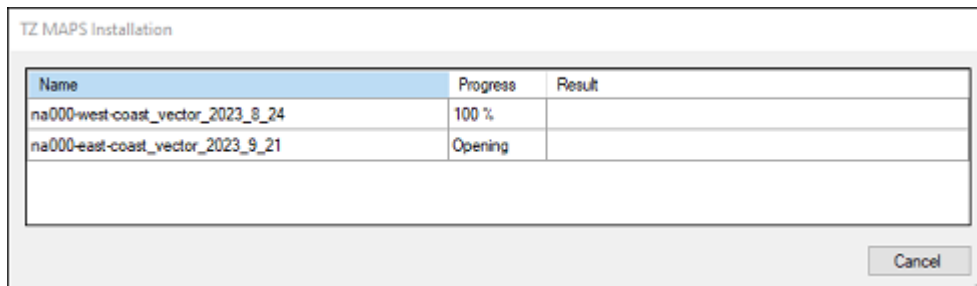 TZ MAPS Installation
Name Progress Result
na000-west-coast_vector_2023_8_24 100 %
na000-east-coast_vector_2023_9_21 Opening
Cancel